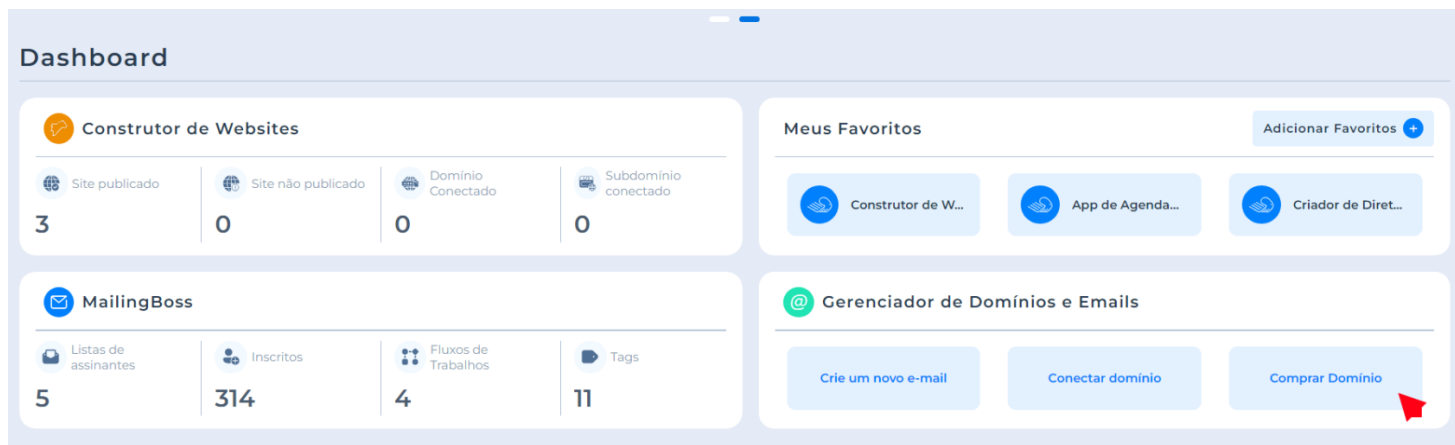 Dashboard
Construtor de Websites
Site publicado
3
Site não publicado
0
Domínio
Conectado
0
Subdomínio
conectado
0
Meus Favoritos
Adicionar Favoritos
Construtor de W...
App de Agenda...
Criador de Diret...
MailingBoss
Listas de
assinantes
5
Inscritos
314
Fluxos de
Trabalhos
4
Tags
11
Gerenciador de Domínios e Emails
Crie um novo e-mail
Conectar domínio
Comprar Domínio